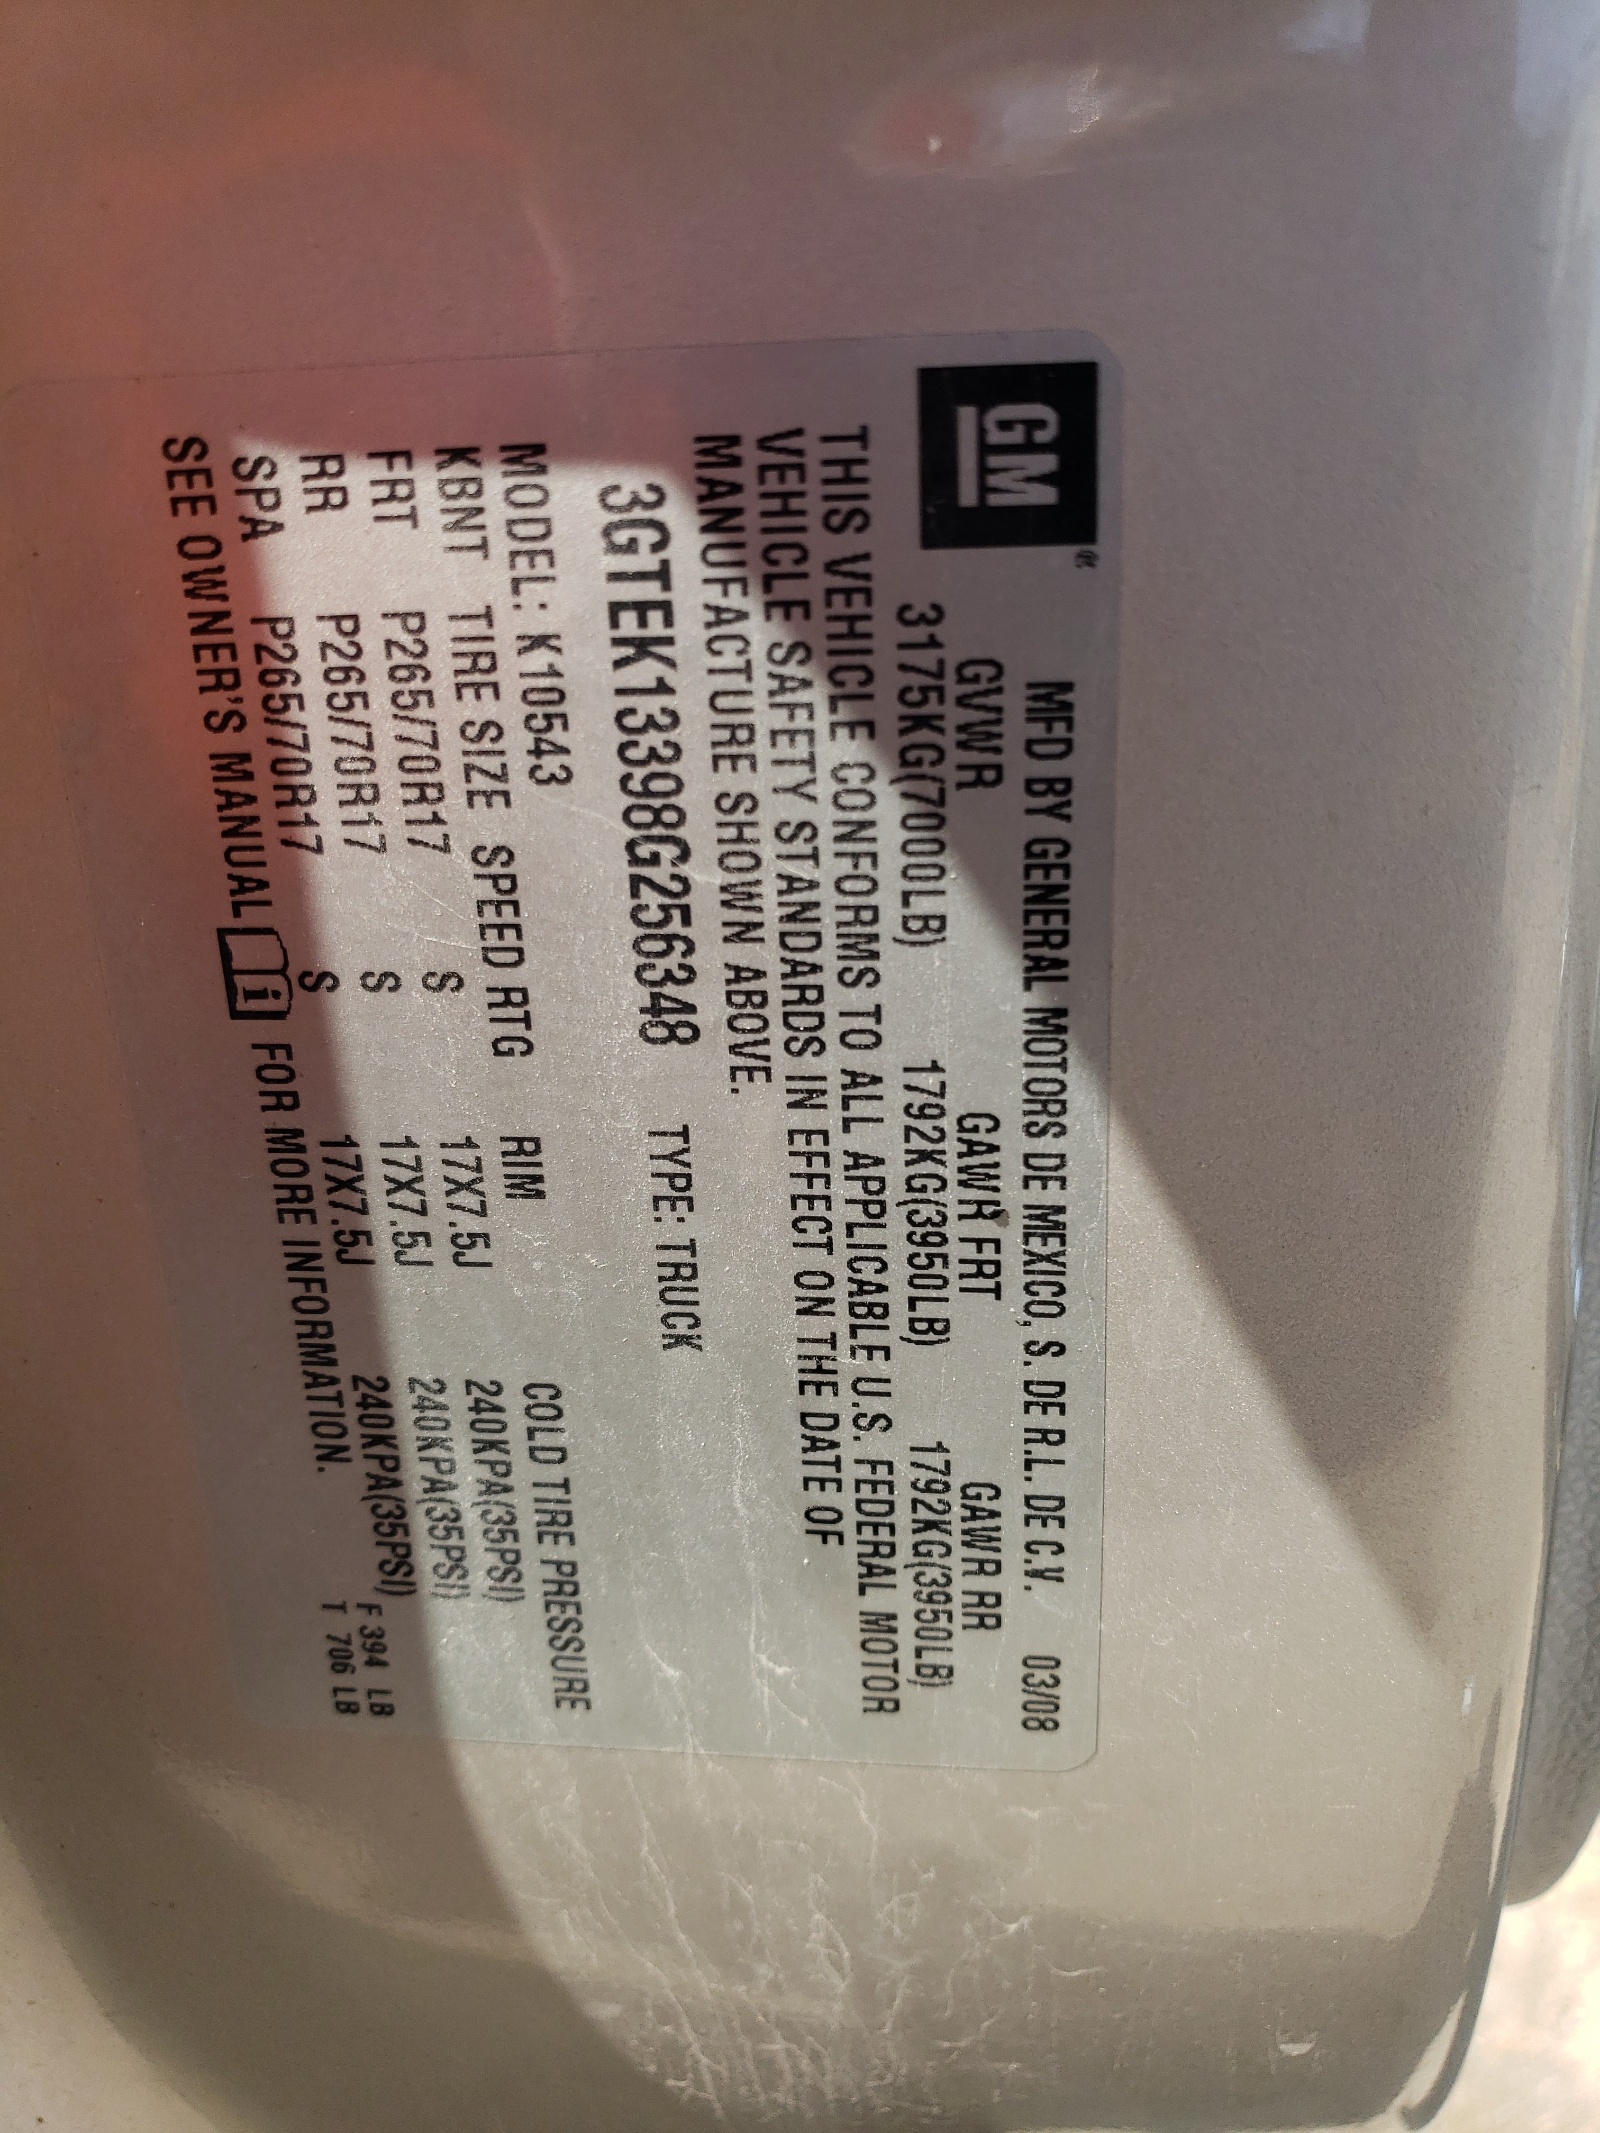 GM®
MFD BY GENERAL MOTORS DE MEXICO, S. DE R.L. DE C.V. 03/08
GVWR GAWR FRT GAWR RR
3175KG(7000LB) 1792KG(3950LB) 1792KG(3950LB)
THIS VEHICLE CONFORMS TO ALL APPLICABLE U.S. FEDERAL MOTOR
VEHICLE SAFETY STANDARDS IN EFFECT ON THE DATE OF
MANUFACTURE SHOWN ABOVE.
3GTEK13398G256348 TYPE: TRUCK
MODEL: K10543
KBNT TIRE SIZE SPEED RTG RIM COLD TIRE PRESSURE
FRT P265/70R17 S 17X7.5J 240KPA(35PSI)
RR P265/70R17 S 17X7.5J 240KPA(35PSI)
SPA P265/70R17 S 17X7.5J 240KPA(35PSI) F 394 LB
SEE OWNER'S MANUAL i FOR MORE INFORMATION. T 706 LB